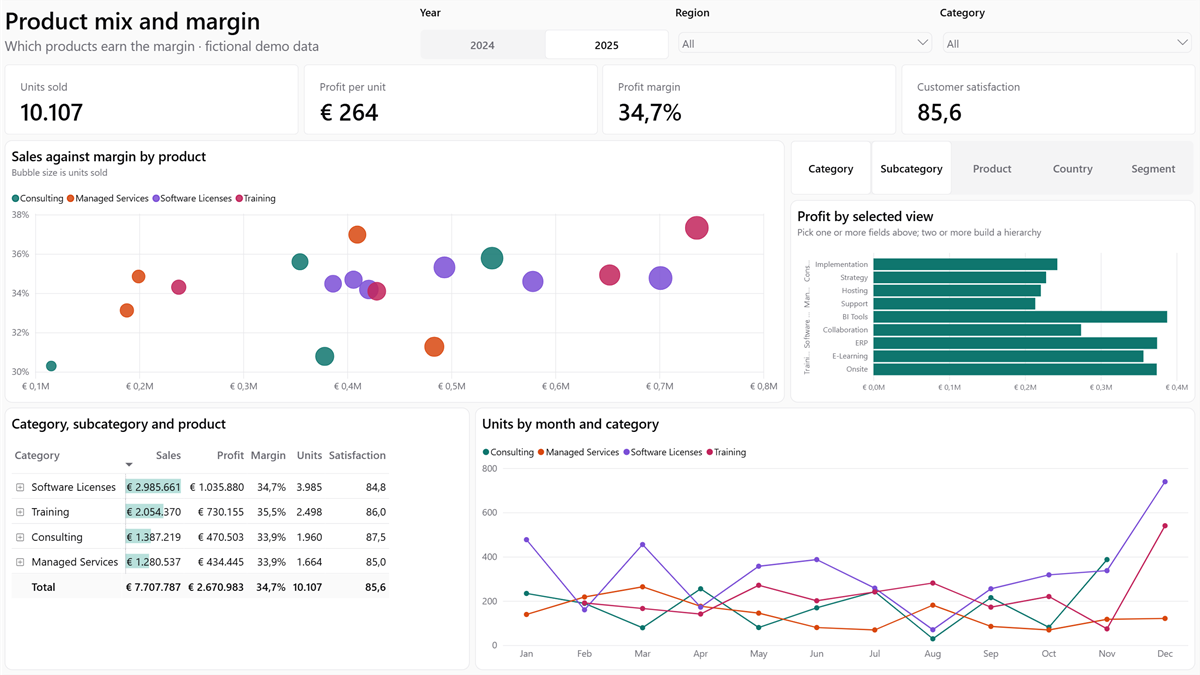 Product mix and margin
Which products earn the margin · fictional demo data
Year
2024
2025
Region
All
Category
All
Units sold
10.107
Profit per unit
€ 264
Profit margin
34,7%
Customer satisfaction
85,6
Sales against margin by product
Bubble size is units sold
Consulting Managed Services Software Licenses Training
38%
36%
34%
32%
30%
€ 0,1M € 0,2M € 0,3M € 0,4M € 0,5M € 0,6M € 0,7M € 0,8M
Category Subcategory Product Country Segment
Profit by selected view
Pick one or more fields above; two or more build a hierarchy
Cons...
Implementation
Strategy
Man...
Hosting
Support
Software...
BI Tools
Collaboration
ERP
Traini...
E-Learning
Onsite
€ 0,0M € 0,1M € 0,2M € 0,3M € 0,4M
Category, subcategory and product
Category Sales Profit Margin Units Satisfaction
Software Licenses € 2.985.661 € 1.035.880 34,7% 3.985 84,8
Training € 2.054.370 € 730.155 35,5% 2.498 86,0
Consulting € 1.387.219 € 470.503 33,9% 1.960 87,5
Managed Services € 1.280.537 € 434.445 33,9% 1.664 85,0
Total € 7.707.787 € 2.670.983 34,7% 10.107 85,6
Units by month and category
Consulting Managed Services Software Licenses Training
800
600
400
200
0
Jan Feb Mar Apr May Jun Jul Aug Sep Oct Nov Dec